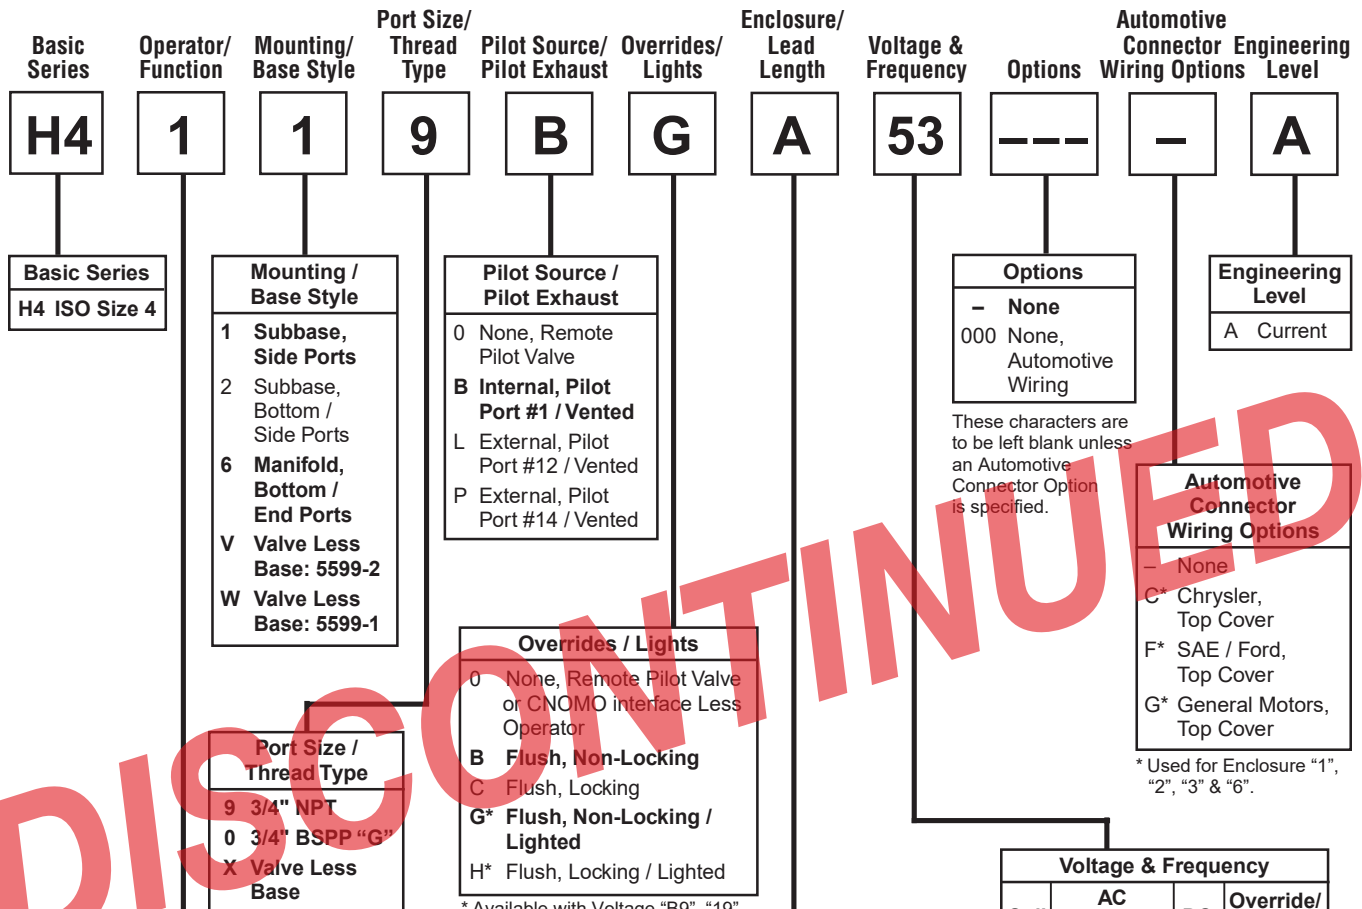 Basic
Series
Operator/
Function
Mounting/
Base Style
Port Size/
Thread
Type
Pilot Source/
Pilot Exhaust
Overrides/
Lights
Enclosure/
Lead
Length
Voltage &
Frequency
Options
Automotive
Connector
Wiring Options
Engineering
Level
H4 1 1 9 B G A 53 ––– – A
Basic Series
H4 ISO Size 4
Mounting /
Base Style
1 Subbase,
Side Ports
2 Subbase,
Bottom /
Side Ports
6 Manifold,
Bottom /
End Ports
V Valve Less
Base: 5599-2
W Valve Less
Base: 5599-1
Pilot Source /
Pilot Exhaust
0 None, Remote
Pilot Valve
B Internal, Pilot
Port #1 / Vented
L External, Pilot
Port #12 / Vented
P External, Pilot
Port #14 / Vented
Options
– None
000 None,
Automotive
Wiring
These characters are
to be left blank unless
an Automotive
Connector Option
is specified.
Engineering
Level
A Current
Automotive
Connector
Wiring Options
– None
C* Chrysler,
Top Cover
F* SAE / Ford,
Top Cover
G* General Motors,
Top Cover
* Used for Enclosure “1”,
“2”, “3” & “6”.
Overrides / Lights
0 None, Remote Pilot Valve
or CNOMO interface Less
Operator
B Flush, Non-Locking
C Flush, Locking
G* Flush, Non-Locking /
Lighted
H* Flush, Locking / Lighted
* Available with Voltage “B9”, “19”
Port Size /
Thread Type
9 3/4" NPT
0 3/4" BSPP “G”
X Valve Less
Base
Voltage & Frequency
AC
Override/
DISCONTINUED